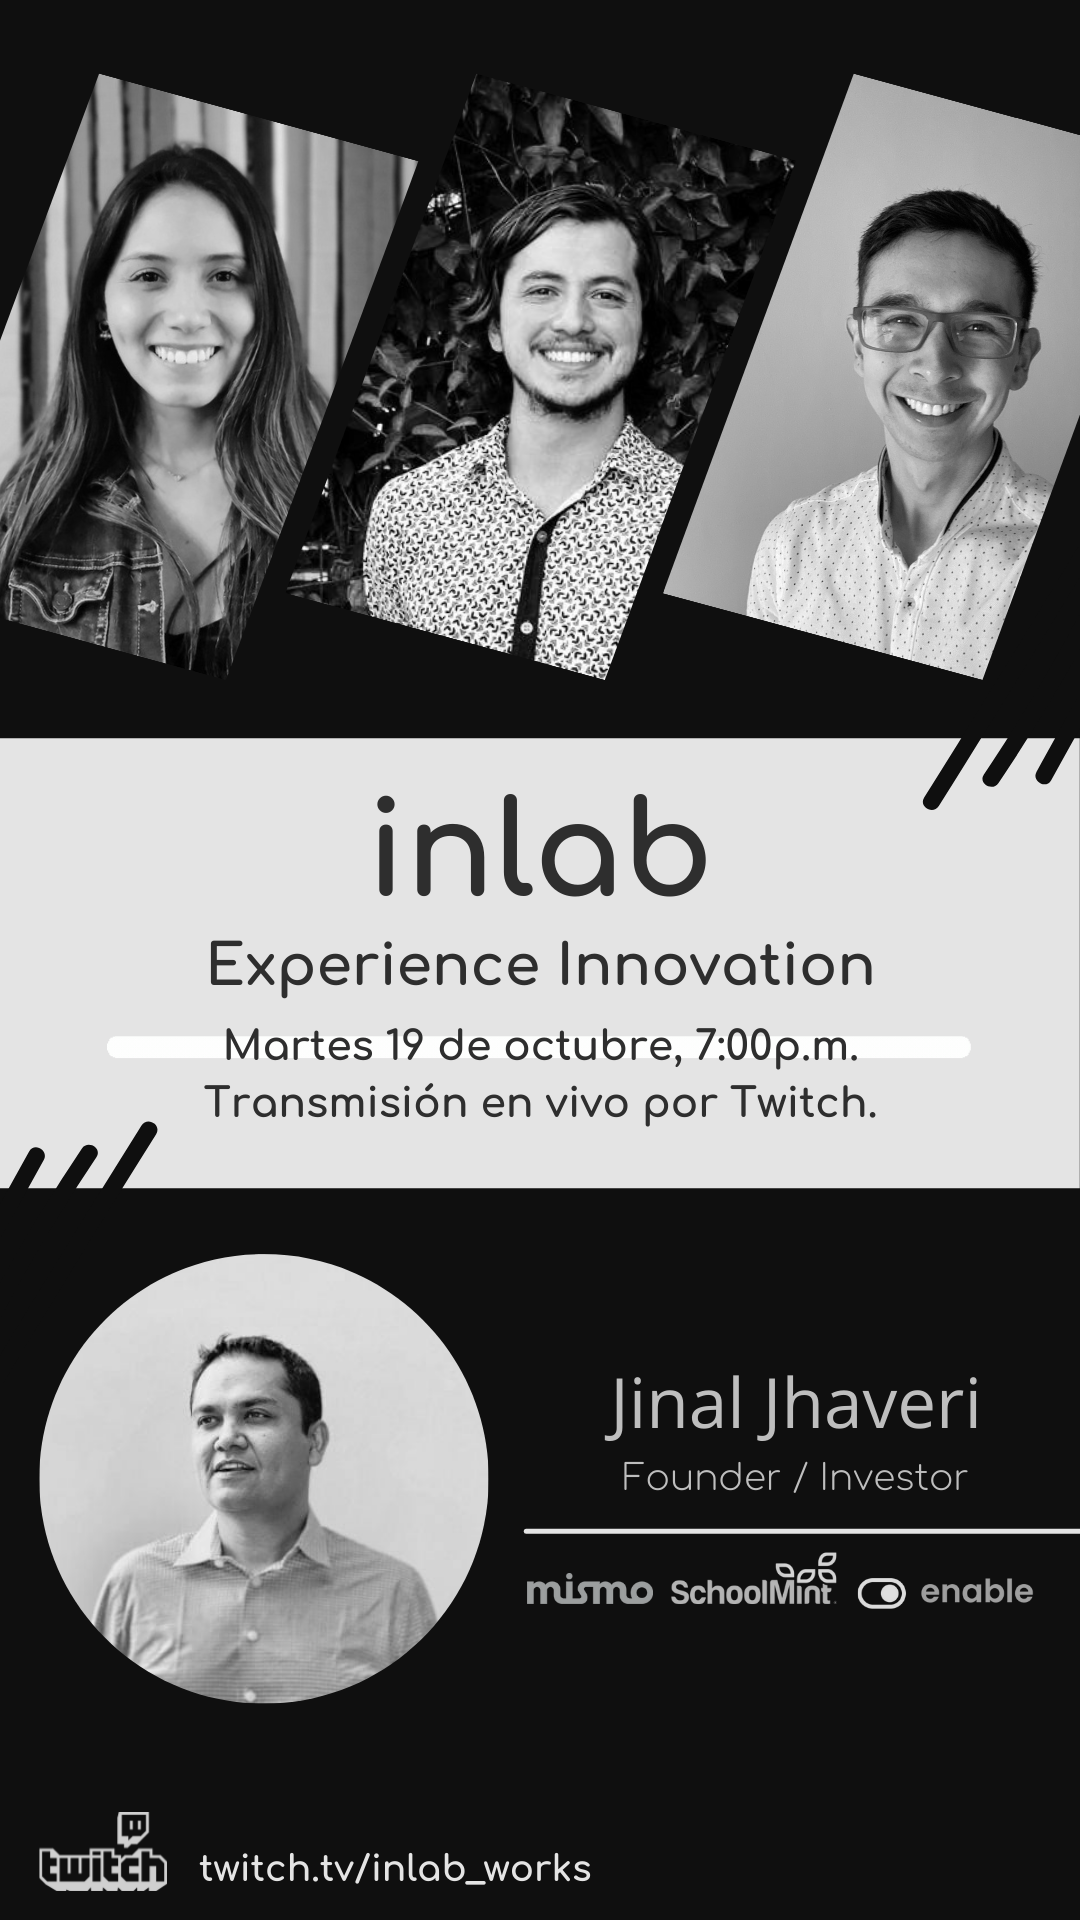 inlab
Experience Innovation
Martes 19 de octubre, 7:00p.m.
Transmisión en vivo por Twitch.
Jinal Jhaveri
Founder / Investor
mismo SchoolMint enable
twitch
twitch.tv/inlab_works